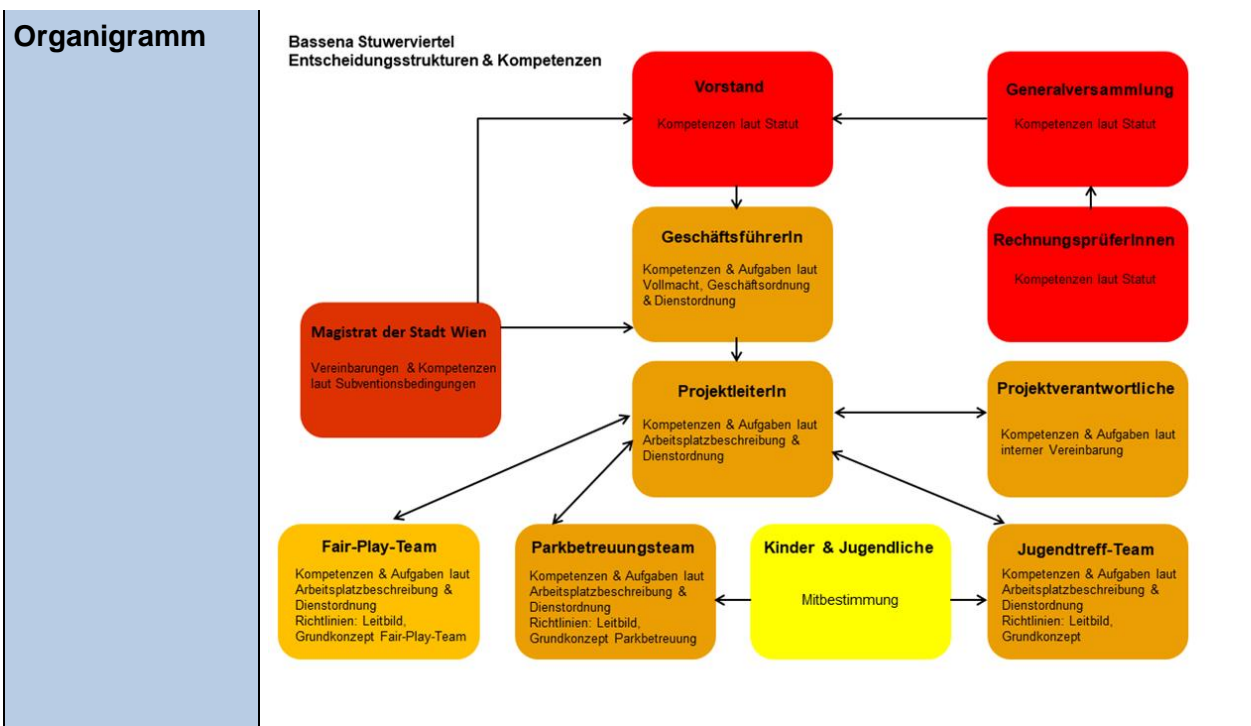 Organigramm
Bassena Stuwerviertel
Entscheidungsstrukturen & Kompetenzen
Vorstand
Kompetenzen laut Statut
Generalversammlung
Kompetenzen laut Statut
GeschäftsführerIn
Kompetenzen & Aufgaben laut
Vollmacht, Geschäftsordnung
& Dienstordnung
RechnungsprüferInnen
Kompetenzen laut Statut
Magistrat der Stadt Wien
Vereinbarungen & Kompetenzen
laut Subventionsbedingungen
ProjektleiterIn
Kompetenzen & Aufgaben laut
Arbeitsplatzbeschreibung &
Dienstordnung
Projektverantwortliche
Kompetenzen & Aufgaben laut
interner Vereinbarung
Fair-Play-Team
Kompetenzen & Aufgaben laut
Arbeitsplatzbeschreibung &
Dienstordnung
Richtlinien: Leitbild,
Grundkonzept Fair-Play-Team
Parkbetreuungsteam
Kompetenzen & Aufgaben laut
Arbeitsplatzbeschreibung &
Dienstordnung
Richtlinien: Leitbild,
Grundkonzept Parkbetreuung
Kinder & Jugendliche
Mitbestimmung
Jugendtreff-Team
Kompetenzen & Aufgaben laut
Arbeitsplatzbeschreibung &
Dienstordnung
Richtlinien: Leitbild,
Grundkonzept